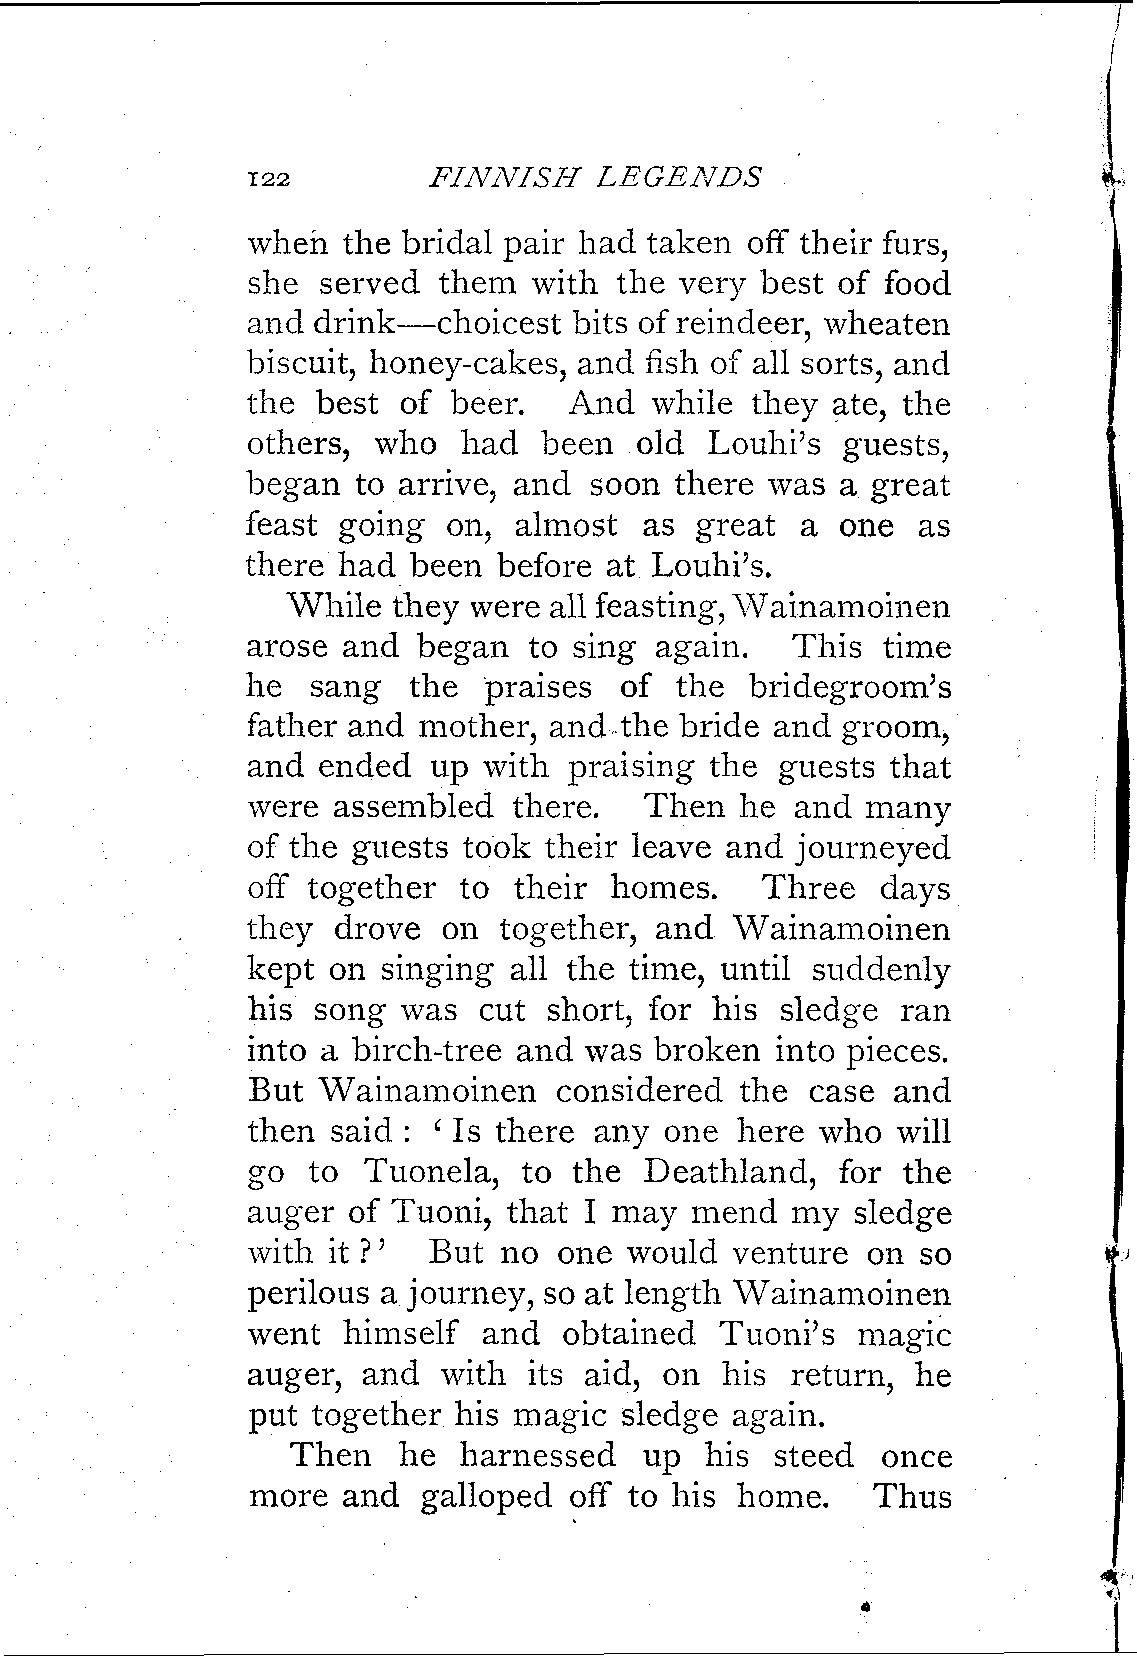 122 FINNISH LEGENDS
when the bridal pair had taken off their furs,
she served them with the very best of food
and drink—choicest bits of reindeer, wheaten
biscuit, honey-cakes, and fish of all sorts, and
the best of beer. And while they ate, the
others, who had been old Louhi's guests,
began to arrive, and soon there was a great
feast going on, almost as great a one as
there had been before at Louhi's.
While they were all feasting, Wainamoinen
arose and began to sing again. This time
he sang the praises of the bridegroom's
father and mother, and the bride and groom,
and ended up with praising the guests that
were assembled there. Then he and many
of the guests took their leave and journeyed
off together to their homes. Three days
they drove on together, and Wainamoinen
kept on singing all the time, until suddenly
his song was cut short, for his sledge ran
into a birch-tree and was broken into pieces.
But Wainamoinen considered the case and
then said : ‘ Is there any one here who will
go to Tuonela, to the Deathland, for the
auger of Tuoni, that I may mend my sledge
with it ?’ But no one would venture on so
perilous a journey, so at length Wainamoinen
went himself and obtained Tuoni's magic
auger, and with its aid, on his return, he
put together his magic sledge again.
Then he harnessed up his steed once
more and galloped off to his home. Thus